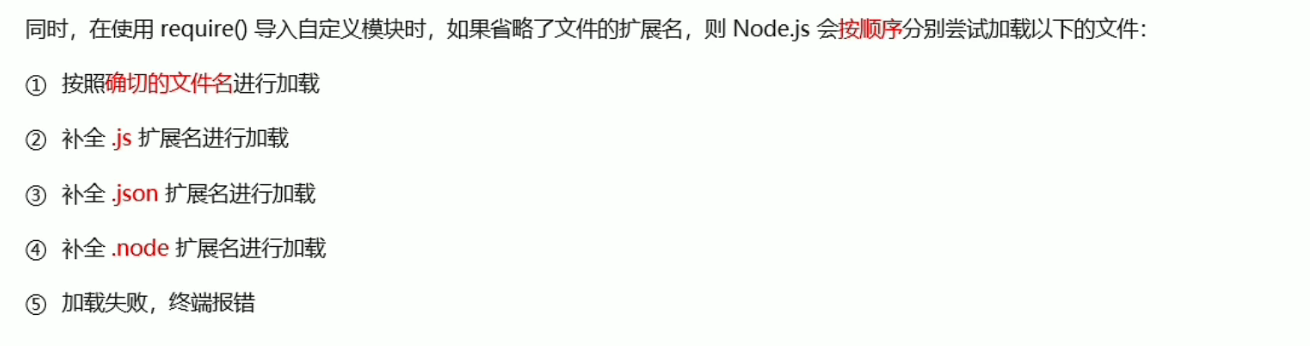 同时，在使用 require() 导入自定义模块时，如果省略了文件的扩展名，则 Node.js 会按顺序分别尝试加载以下的文件：
① 按照确切的文件名进行加载
② 补全 .js 扩展名进行加载
③ 补全 .json 扩展名进行加载
④ 补全 .node 扩展名进行加载
⑤ 加载失败，终端报错